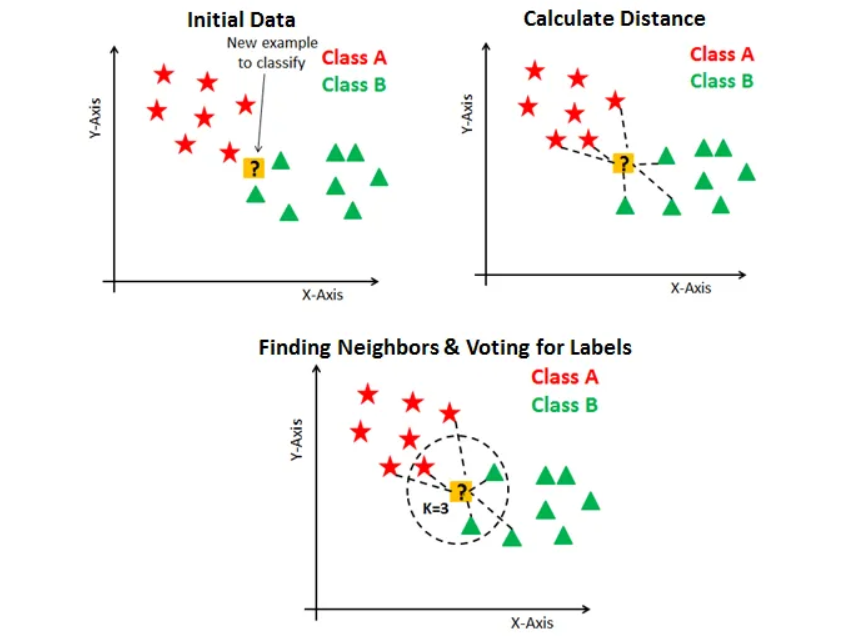 Initial Data
New example
to classify
Class A
Class B
?
Y-Axis
X-Axis
Calculate Distance
Class A
Class B
?
Y-Axis
X-Axis
Finding Neighbors & Voting for Labels
Class A
Class B
?
K=3
Y-Axis
X-Axis